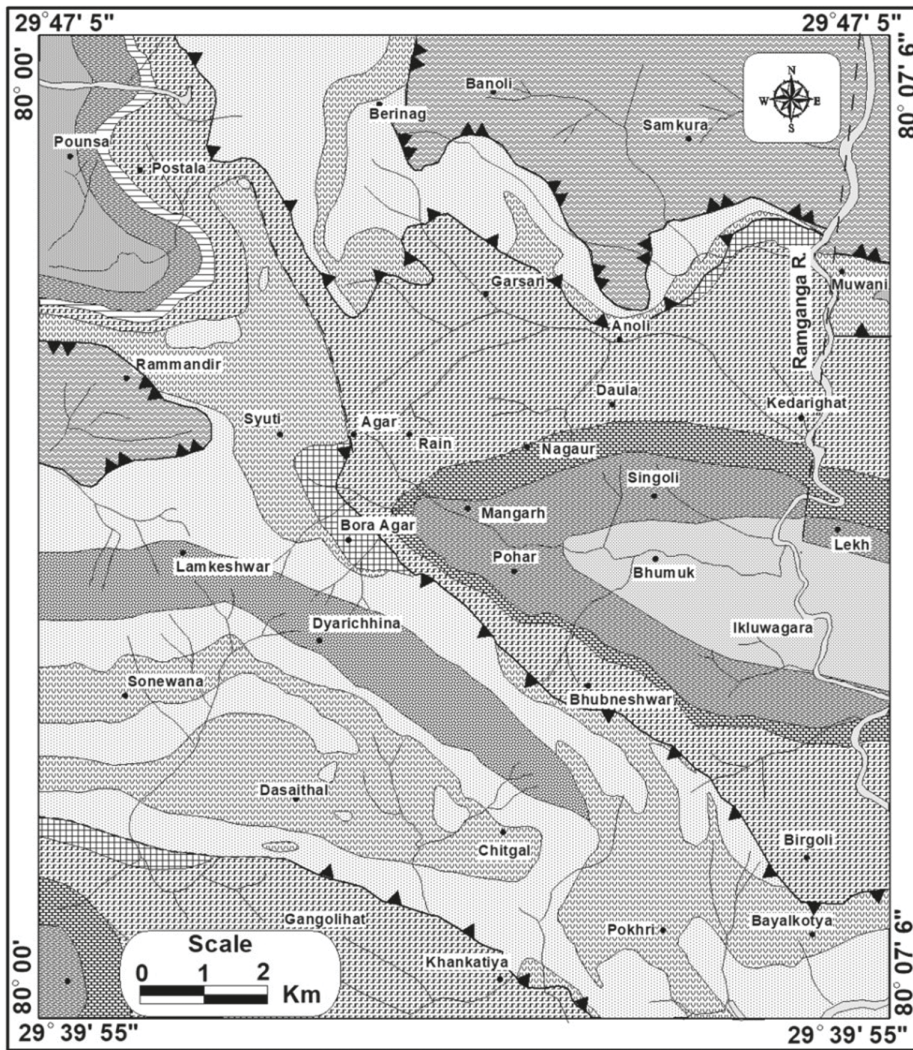 29° 47' 5"
29° 47' 5"
80° 00'
80° 07' 6"
N
W E
S
Banoli
Berinag
Samkura
Pounsa
Postala
Muwani
Garsari
Ramganga R.
Anoli
Rammandir
Daula
Kedarighat
Syuti
Agar
Rain
Nagaur
Singoli
Mangarh
Bora Agar
Lekh
Lamkeshwar
Pohar
Bhumuk
Dyarichhina
Ikluwagara
Sonewana
Bhubneshwar
Dasaithal
Chitgal
Birgoli
Gangolihat
Pokhri
Bayalkotya
Scale
0 1 2
Km
Khankatiya
80° 00'
80° 07' 6"
29° 39' 55"
29° 39' 55"